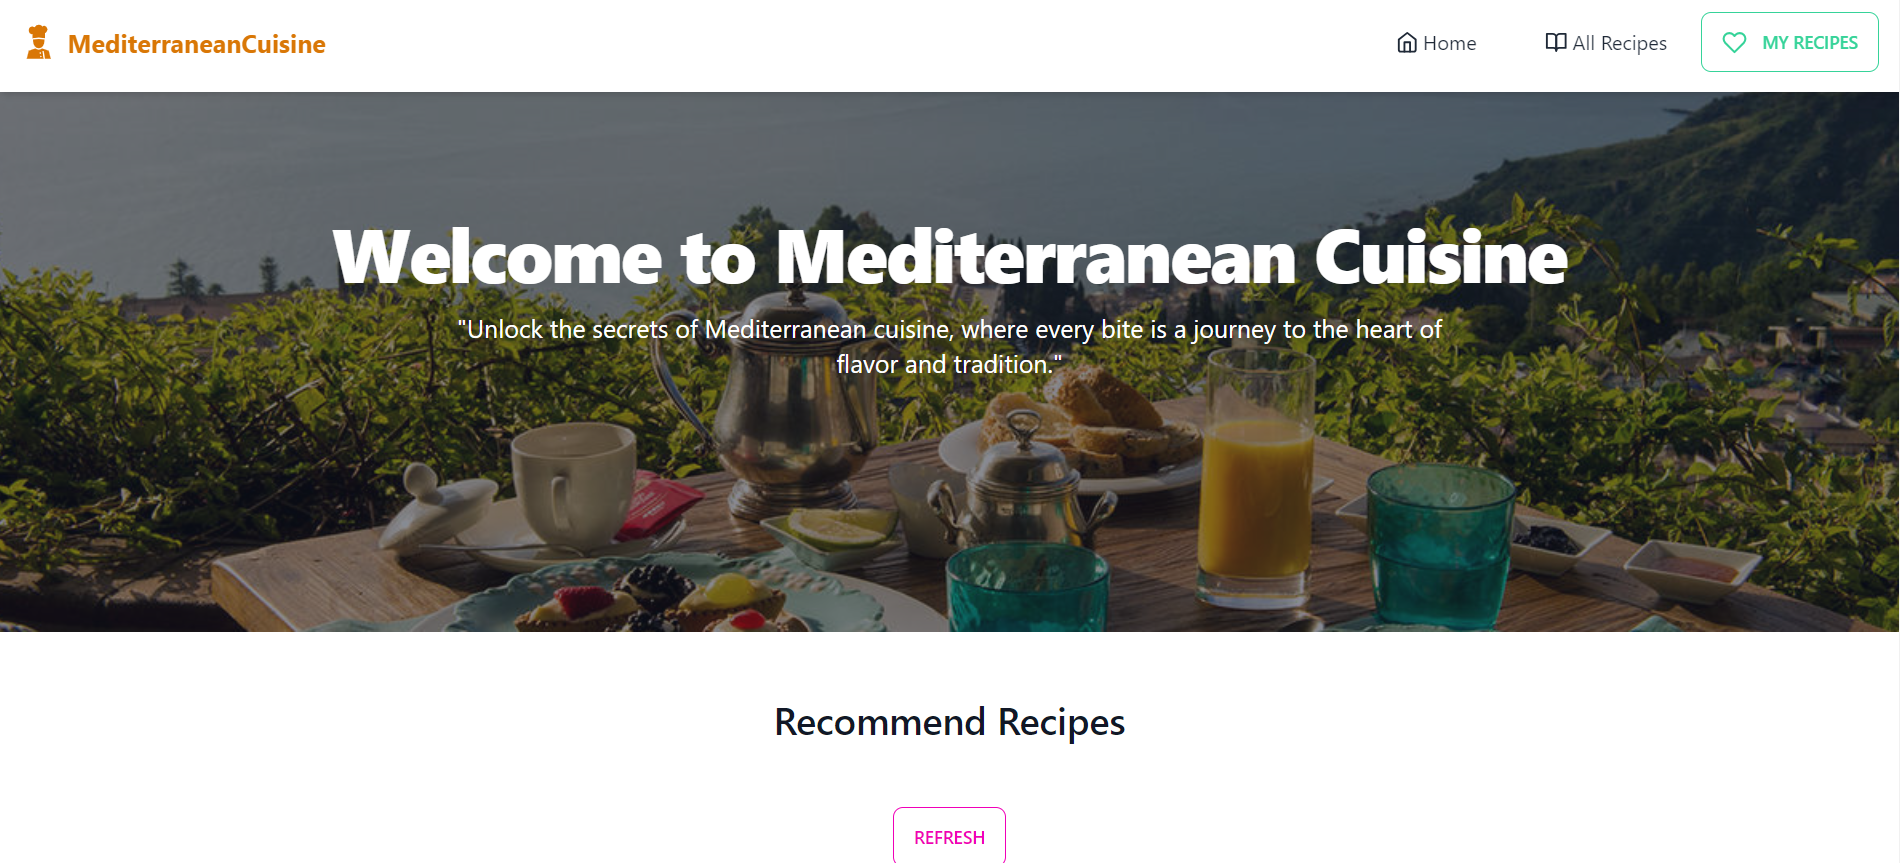 MediterraneanCuisine
Home
All Recipes
MY RECIPES
Welcome to Mediterranean Cuisine
"Unlock the secrets of Mediterranean cuisine, where every bite is a journey to the heart of
flavor and tradition."
Recommend Recipes
REFRESH